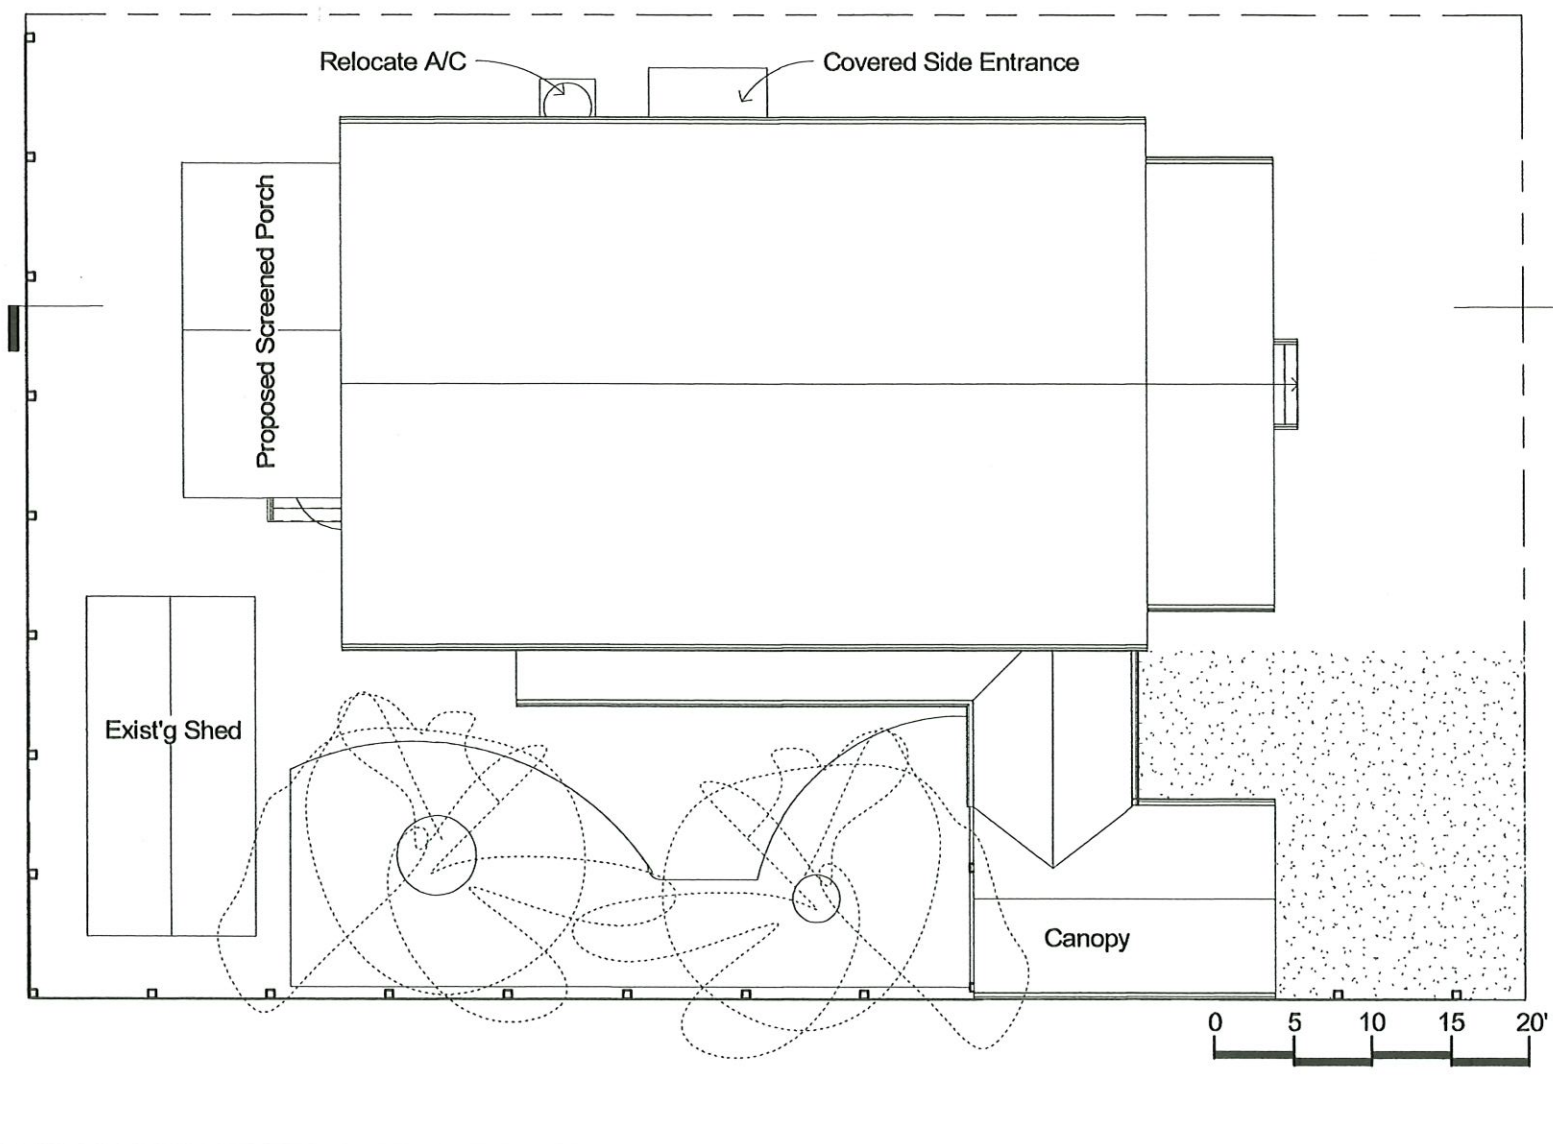 Relocate A/C
Covered Side Entrance
Proposed Screened Porch
Exist'g Shed
Canopy
0 5 10 15 20'